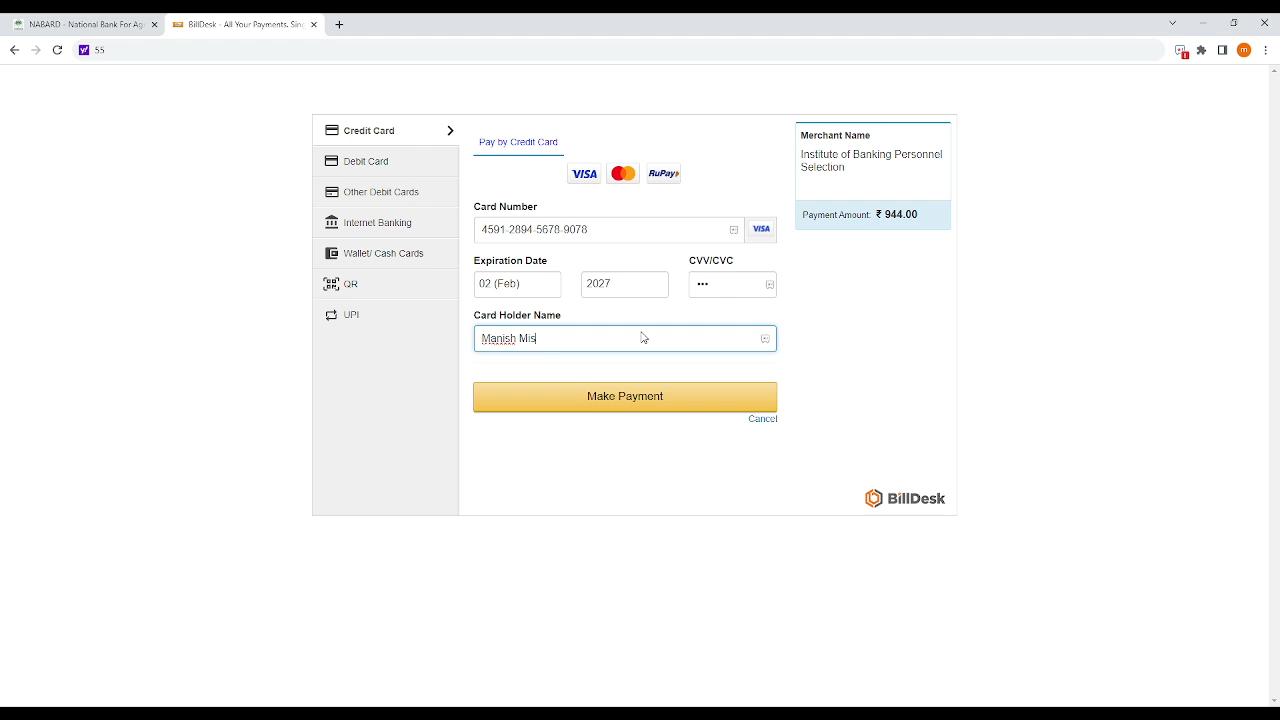 NABARD - National Bank For Ag
BillDesk - All Your Payments. Sin
55
m
Credit Card
Debit Card
Other Debit Cards
Internet Banking
Wallet/ Cash Cards
QR
UPI
Pay by Credit Card
VISA
RuPay
Card Number
4591-2894-5678-9078
VISA
Expiration Date
CVV/CVC
02 (Feb)
2027
•••
Card Holder Name
Manish Mis
Make Payment
Cancel
Merchant Name
Institute of Banking Personnel
Selection
Payment Amount: ₹ 944.00
BillDesk